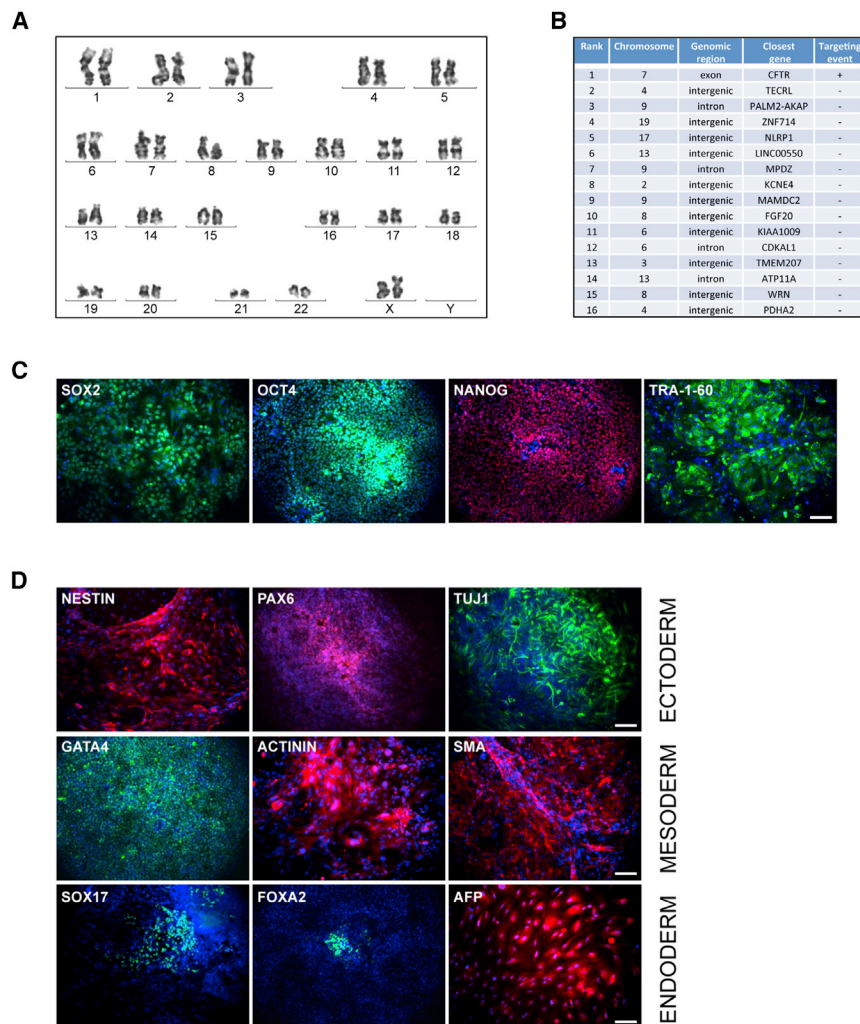 A
1 2 3 4 5
6 7 8 9 10 11 12
13 14 15 16 17 18
19 20 21 22 X Y
B
Rank Chromosome Genomic region Closest gene Targeting event
1 7 exon CFTR +
2 4 intergenic TECRL -
3 9 intron PALM2-AKAP -
4 19 intergenic ZNF714 -
5 17 intergenic NLRP1 -
6 13 intergenic LINC00550 -
7 9 intron MPDZ -
8 2 intergenic KCNE4 -
9 9 intergenic MAMDC2 -
10 8 intergenic FGF20 -
11 6 intergenic KIAA1009 -
12 6 intron CDKAL1 -
13 3 intergenic TMEM207 -
14 13 intron ATP11A -
15 8 intergenic WRN -
16 4 intergenic PDHA2 -
C
SOX2 OCT4 NANOG TRA-1-60
D
NESTIN PAX6 TUJ1
ECTODERM
GATA4 ACTININ SMA
MESODERM
SOX17 FOXA2 AFP
ENDODERM